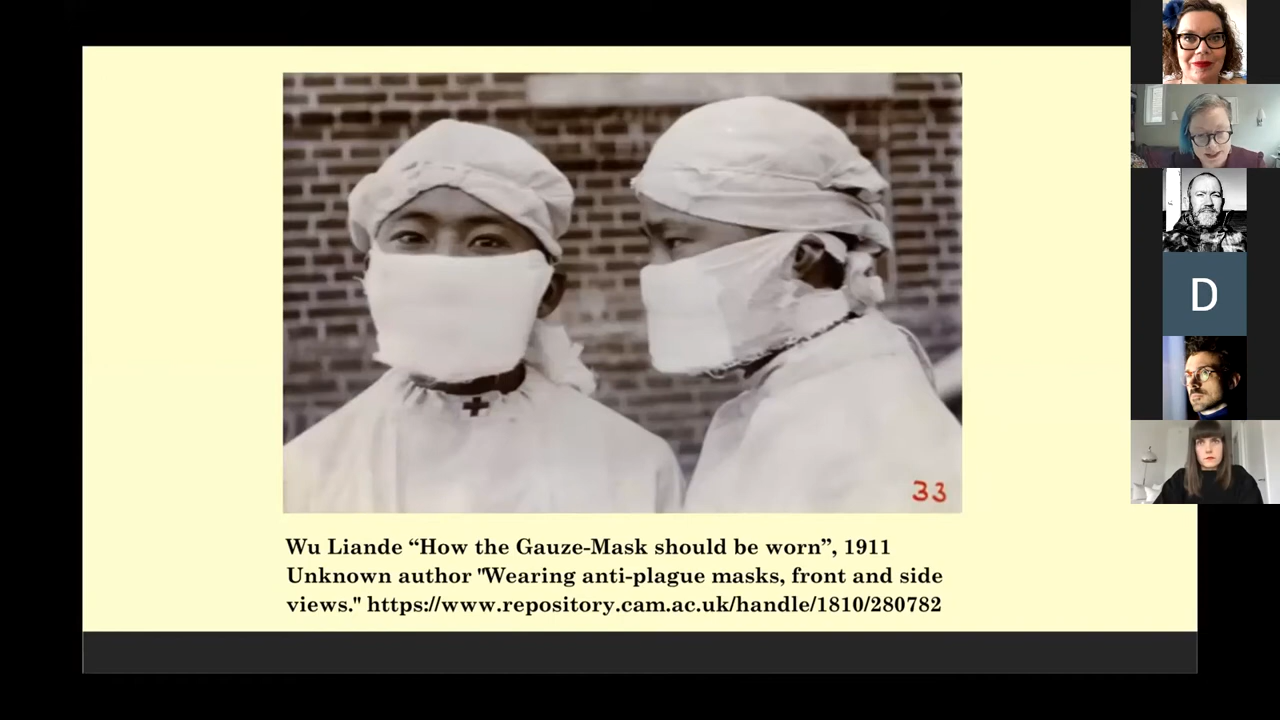 33
Wu Liande “How the Gauze-Mask should be worn”, 1911
Unknown author "Wearing anti-plague masks, front and side
views." https://www.repository.cam.ac.uk/handle/1810/280782
D